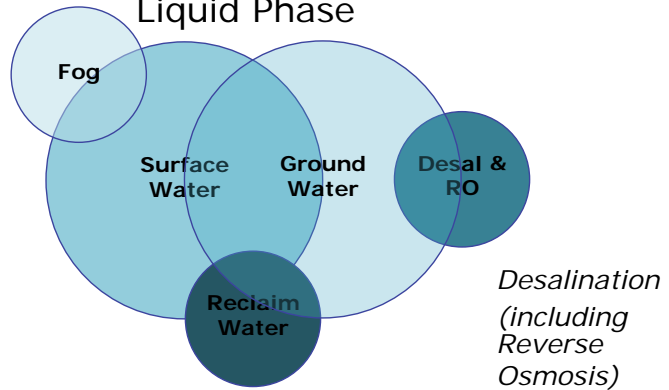 Liquid Phase
Fog
Surface
Water
Ground
Water
Desal &
RO
Reclaim
Water
Desalination
(including
Reverse
Osmosis)